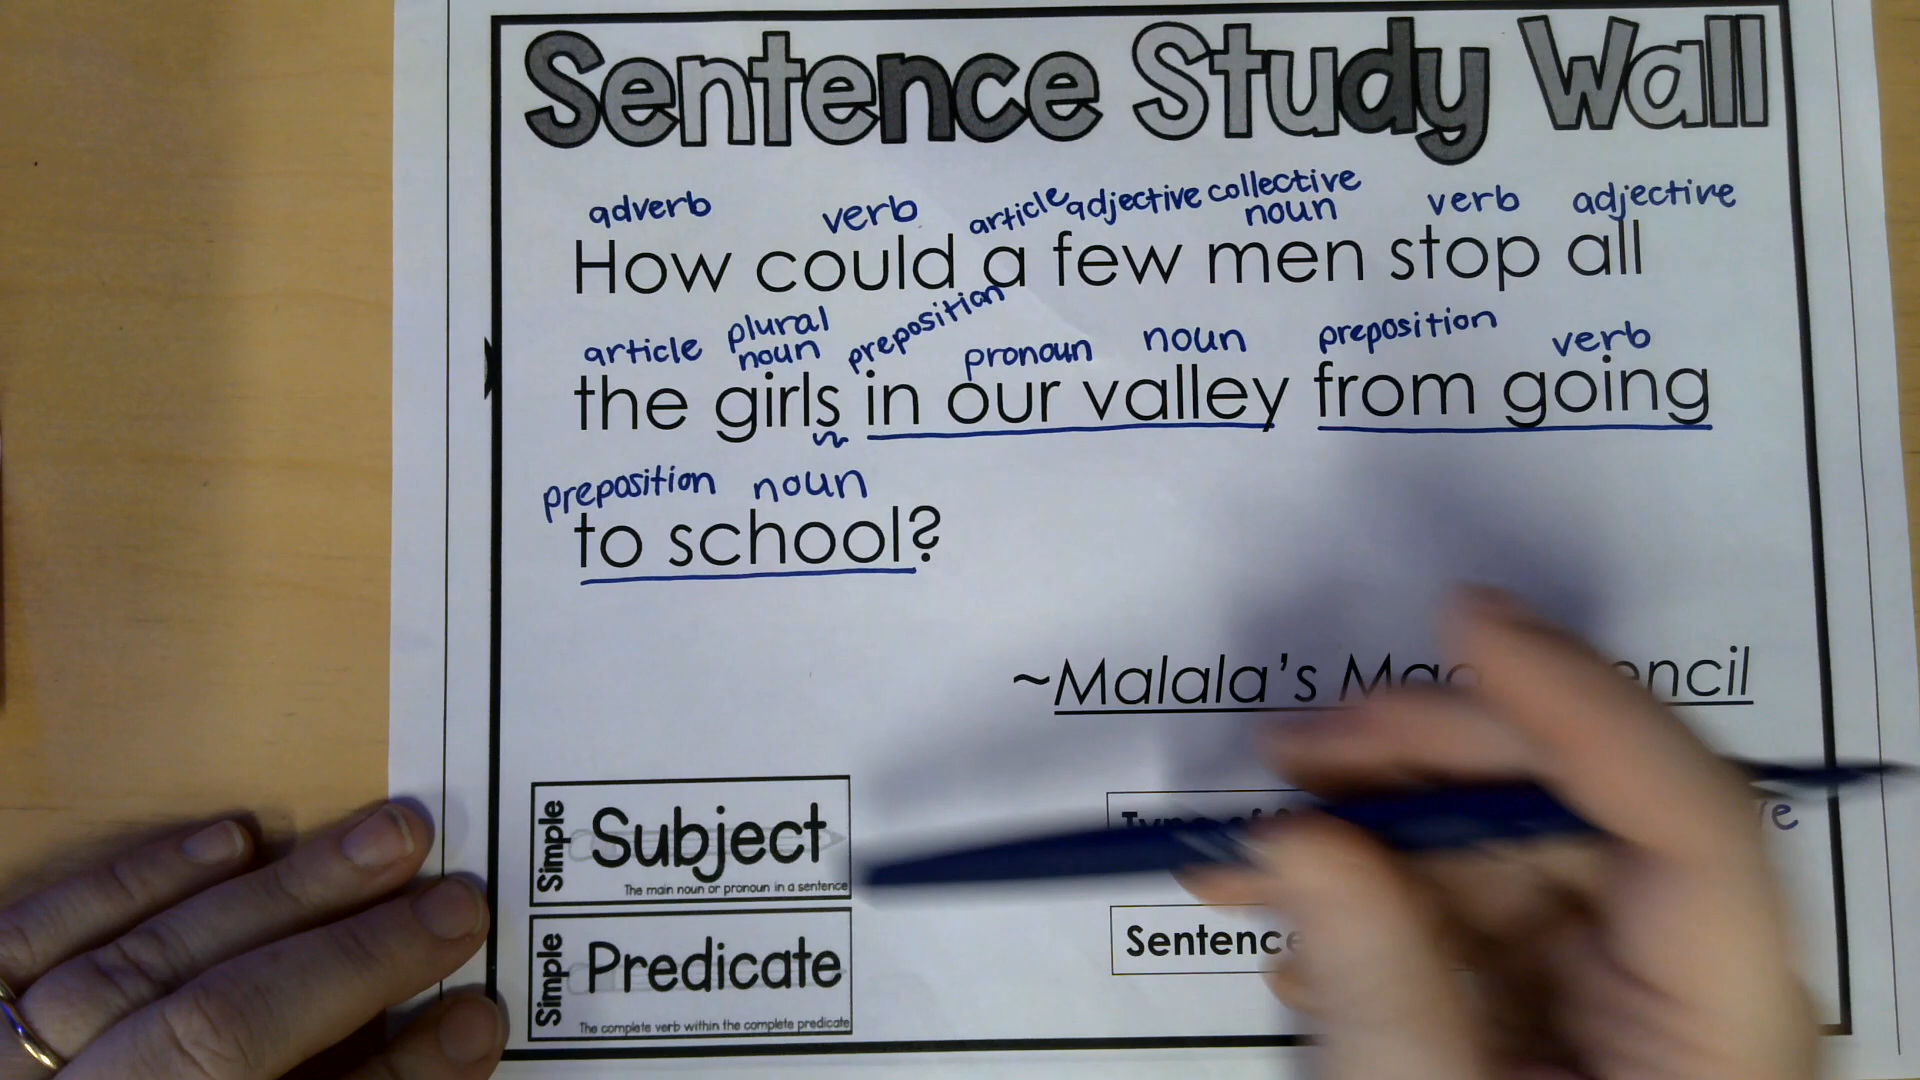 Sentence Study Wall
adverb verb article adjective collective noun verb adjective
How could a few men stop all
article plural noun preposition pronoun noun preposition verb
the girls in our valley from going
preposition noun
to school?
~Malala's
Simple Subject
The main noun or pronoun in a sentence
Simple Predicate
The complete verb within the complete predicate
Type of
Sentence